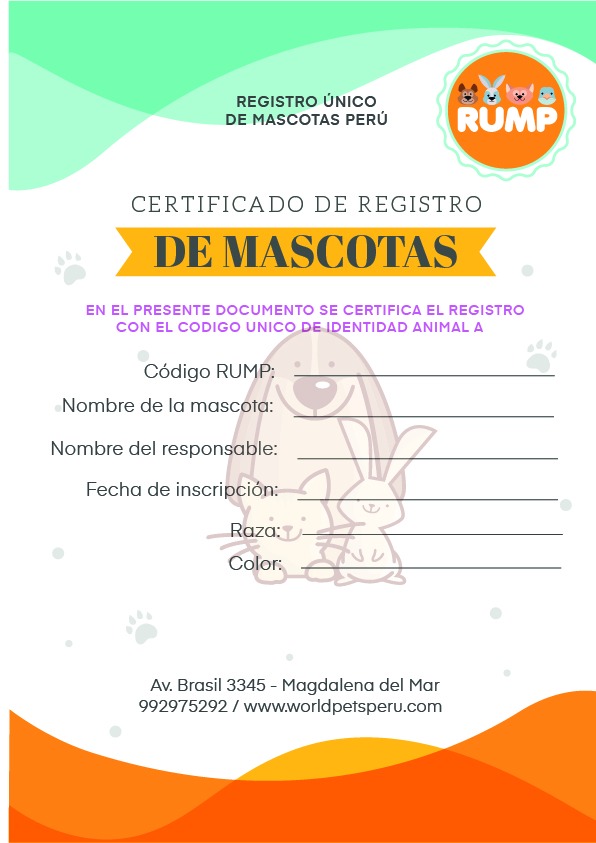 REGISTRO ÚNICO
DE MASCOTAS PERÚ
RUMP
CERTIFICADO DE REGISTRO
DE MASCOTAS
EN EL PRESENTE DOCUMENTO SE CERTIFICA EL REGISTRO
CON EL CODIGO UNICO DE IDENTIDAD ANIMAL A
Código RUMP:
Nombre de la mascota:
Nombre del responsable:
Fecha de inscripción:
Raza:
Color:
Av. Brasil 3345 - Magdalena del Mar
992975292 / www.worldpetsperu.com